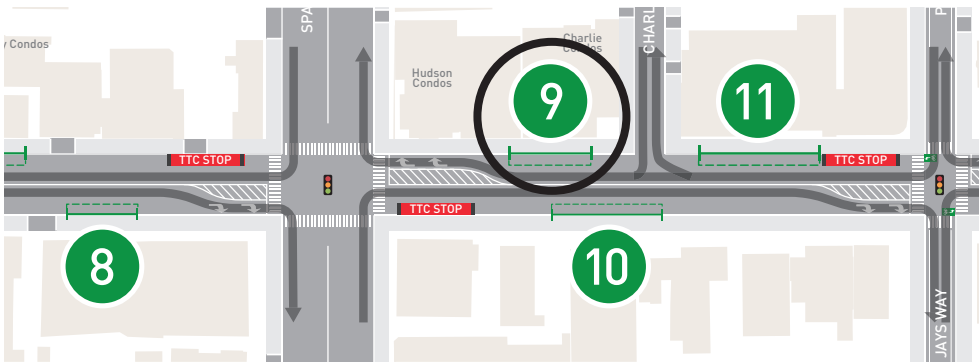 SPA
CHARL
P
y Condos
Charlie
Condos
Hudson
Condos
9
11
TTC STOP
TTC STOP
TTC STOP
8
10
JAYS WAY